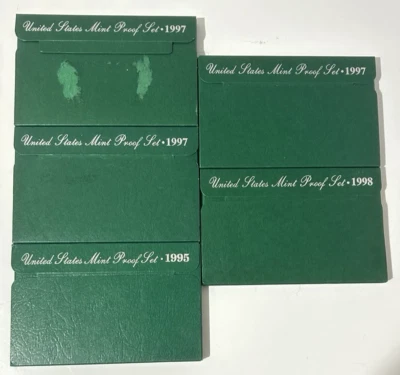 United States Mint Proof Set • 1997
United States Mint Proof Set • 1997
United States Mint Proof Set • 1995
United States Mint Proof Set • 1997
United States Mint Proof Set • 1998